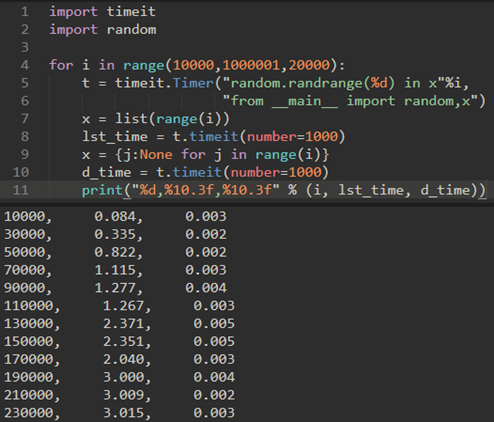 1 import timeit
2 import random
3
4 for i in range(10000,1000001,20000):
5     t = timeit.Timer("random.randrange(%d) in x"%i,
6                      "from __main__ import random,x")
7     x = list(range(i))
8     lst_time = t.timeit(number=1000)
9     x = {j:None for j in range(i)}
10     d_time = t.timeit(number=1000)
11     print("%d,%10.3f,%10.3f" % (i, lst_time, d_time))
10000,     0.084,     0.003
30000,     0.335,     0.002
50000,     0.822,     0.002
70000,     1.115,     0.003
90000,     1.277,     0.004
110000,     1.267,     0.003
130000,     2.371,     0.005
150000,     2.351,     0.005
170000,     2.040,     0.003
190000,     3.000,     0.004
210000,     3.009,     0.002
230000,     3.015,     0.003